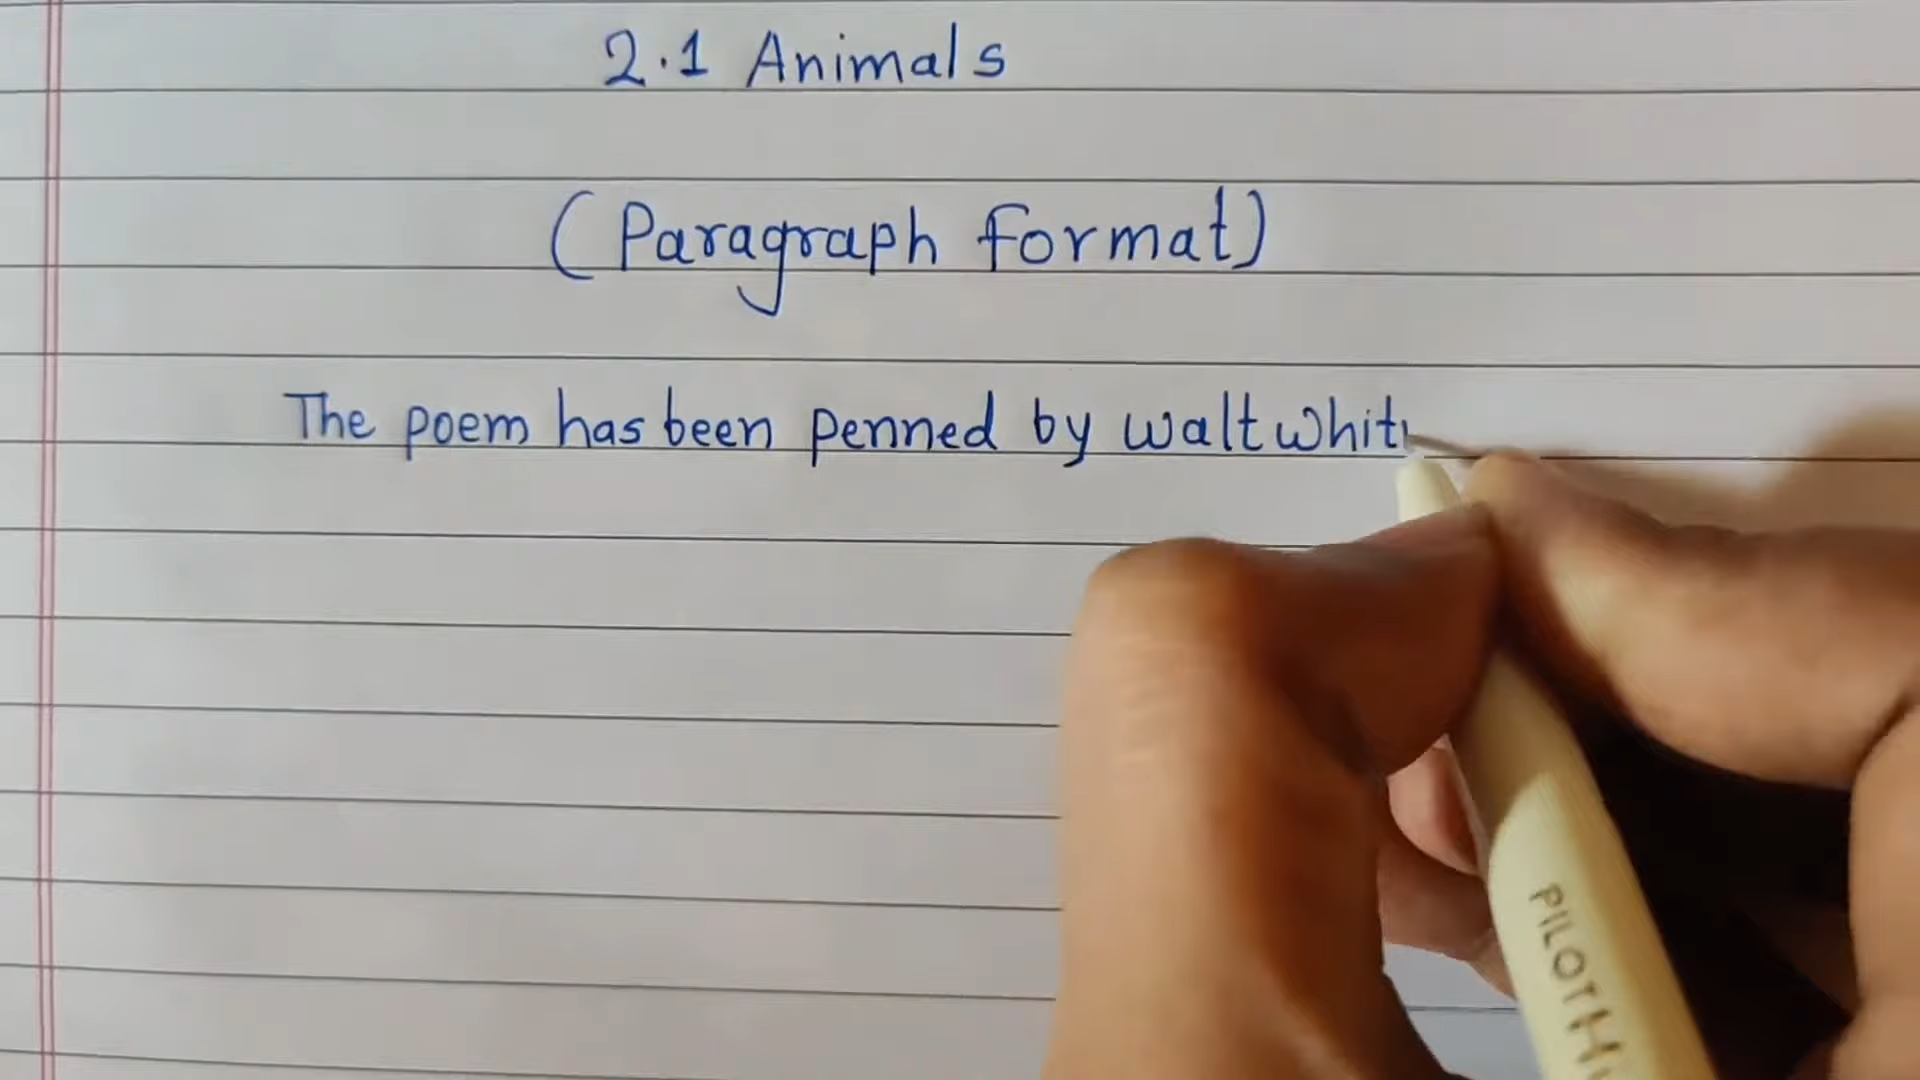 2.1 Animals
(Paragraph format)
The poem has been penned by walt whit
PILOT